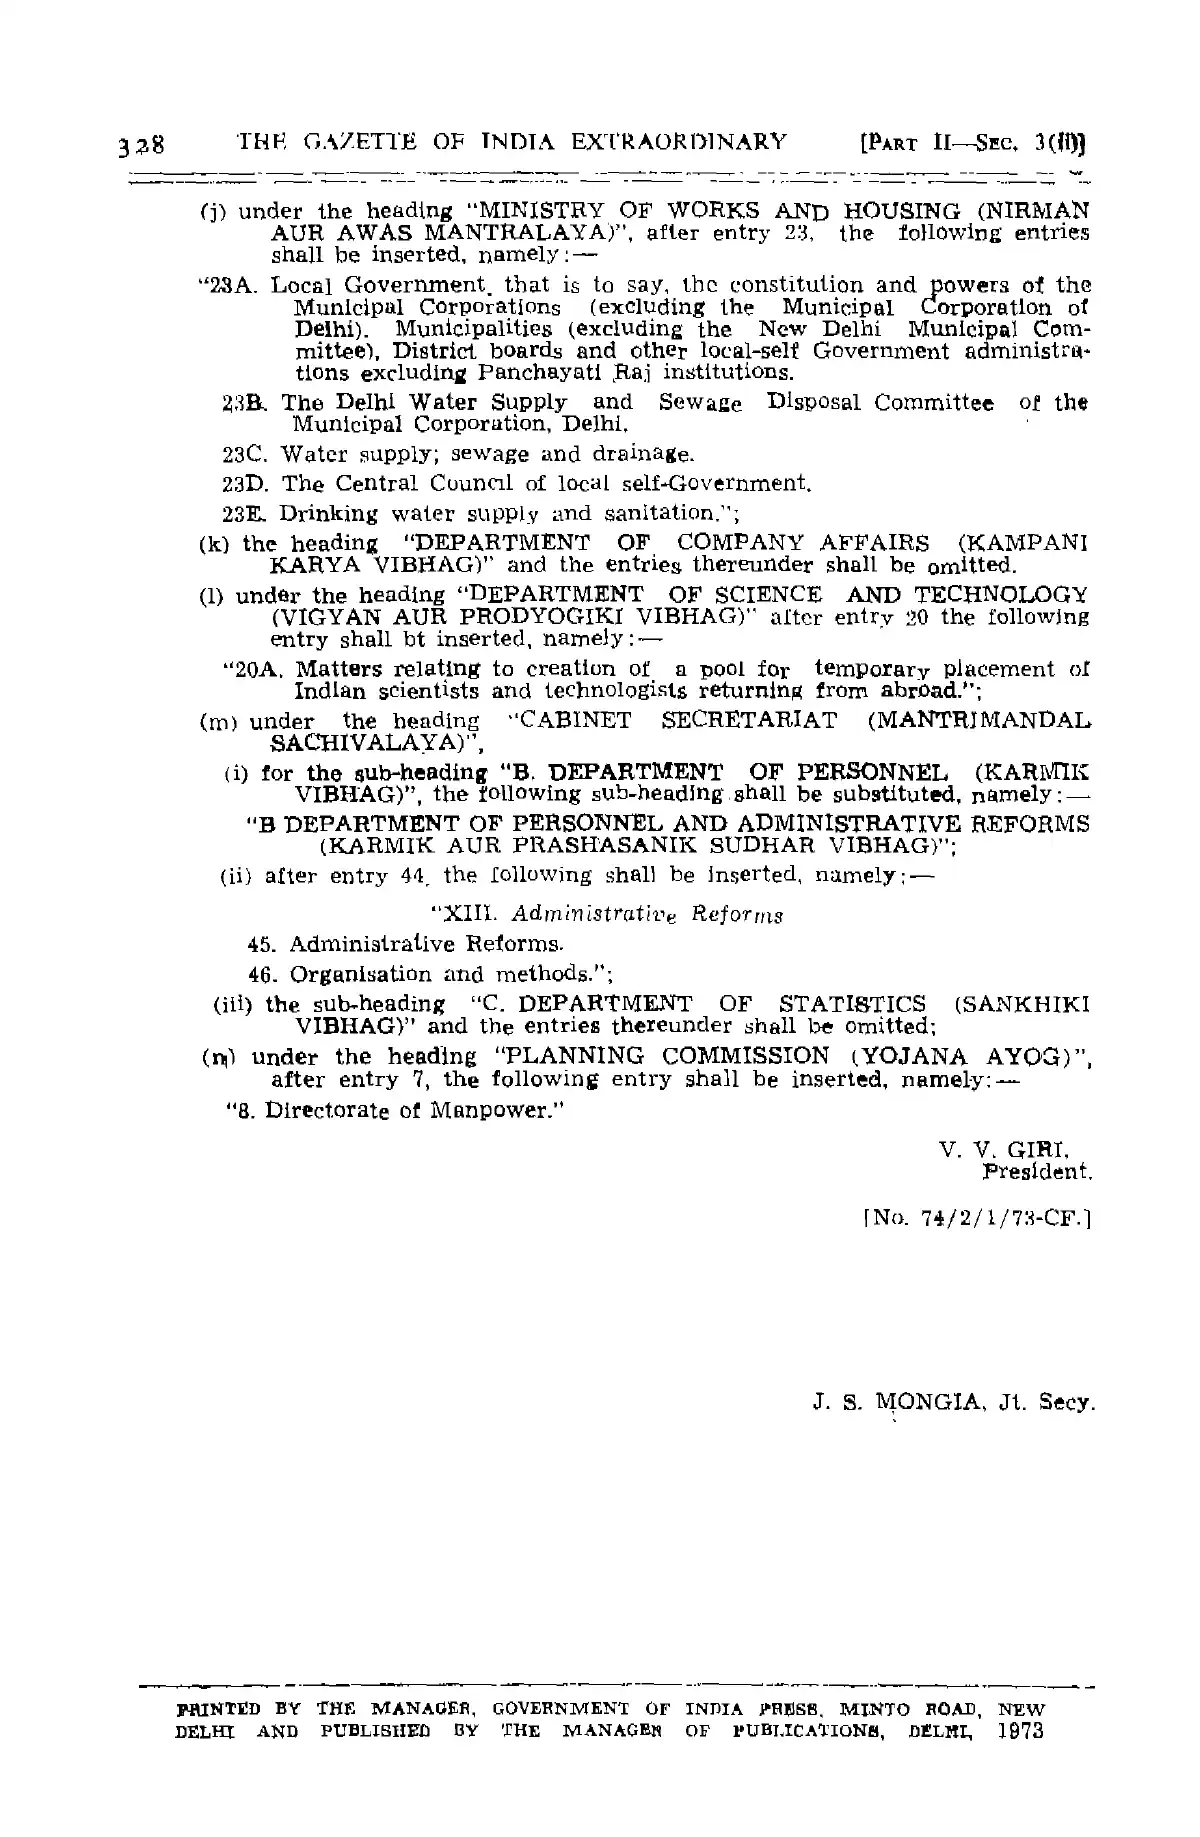 328 THE GAZETTE OF INDIA EXTRAORDINARY [PART II—SEC. 3(ii)]
(j) under the heading "MINISTRY OF WORKS AND HOUSING (NIRMAN
AUR AWAS MANTRALAYA)", after entry 23, the following entries
shall be inserted, namely:—
"23A. Local Government, that is to say, the constitution and powers of the
Municipal Corporations (excluding the Municipal Corporation of
Delhi). Municipalities (excluding the New Delhi Municipal Com-
mittee), District boards and other local-self Government administra-
tions excluding Panchayati Raj institutions.
23B. The Delhi Water Supply and Sewage Disposal Committee of the
Municipal Corporation, Delhi.
23C. Water supply; sewage and drainage.
23D. The Central Council of local self-Government.
23E. Drinking water supply and sanitation.";
(k) the heading "DEPARTMENT OF COMPANY AFFAIRS (KAMPANI
KARYA VIBHAG)" and the entries thereunder shall be omitted.
(l) under the heading "DEPARTMENT OF SCIENCE AND TECHNOLOGY
(VIGYAN AUR PRODYOGIKI VIBHAG)" after entry 20 the following
entry shall bt inserted, namely:—
"20A. Matters relating to creation of a pool for temporary placement of
Indian scientists and technologists returning from abroad.";
(m) under the heading "CABINET SECRETARIAT (MANTRIMANDAL
SACHIVALAYA)",
(i) for the sub-heading "B. DEPARTMENT OF PERSONNEL (KARMIK
VIBHAG)", the following sub-heading shall be substituted, namely:—
"B DEPARTMENT OF PERSONNEL AND ADMINISTRATIVE REFORMS
(KARMIK AUR PRASHASANIK SUDHAR VIBHAG)";
(ii) after entry 44, the following shall be inserted, namely:—
"XIII. Administrative Reforms
45. Administrative Reforms.
46. Organisation and methods.";
(iii) the sub-heading "C. DEPARTMENT OF STATISTICS (SANKHIKI
VIBHAG)" and the entries thereunder shall be omitted;
(n) under the heading "PLANNING COMMISSION (YOJANA AYOG)",
after entry 7, the following entry shall be inserted, namely:—
"8. Directorate of Manpower."
V. V. GIRI,
President.
[No. 74/2/1/73-CF.]
J. S. MONGIA, Jt. Secy.
PRINTED BY THE MANAGER, GOVERNMENT OF INDIA PRESS, MINTO ROAD, NEW
DELHI AND PUBLISHED BY THE MANAGER OF PUBLICATIONS, DELHI, 1973